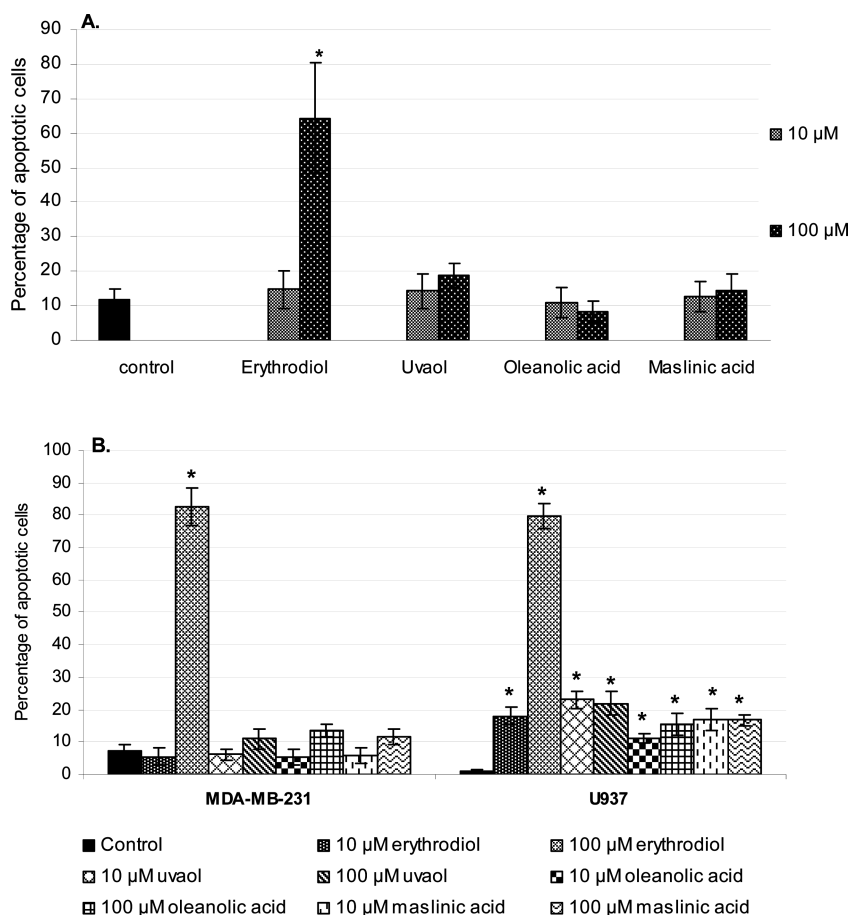 A.
Percentage of apoptotic cells
90
80
70
60
50
40
30
20
10
0
*
10 µM
100 µM
control Erythrodiol Uvaol Oleanolic acid Maslinic acid
B.
Percentage of apoptotic cells
100
90
80
70
60
50
40
30
20
10
0
* * * * * * * * *
MDA-MB-231 U937
Control 10 µM erythrodiol 100 µM erythrodiol
10 µM uvaol 100 µM uvaol 10 µM oleanolic acid
100 µM oleanolic acid 10 µM maslinic acid 100 µM maslinic acid